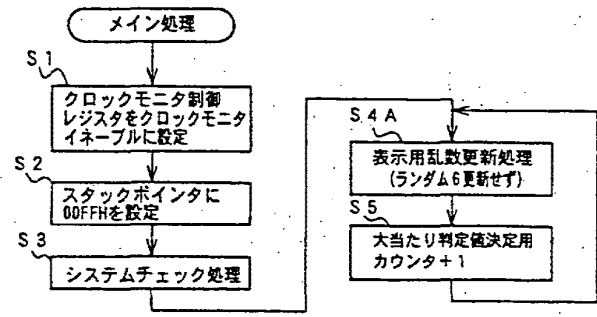 メイン処理
S1
クロックモニタ制御
レジスタをクロックモニタ
イネーブルに設定
S2
スタックポインタに
00FFHを設定
S3
システムチェック処理
S4A
表示用乱数更新処理
(ランダム6更新せず)
S5
大当たり判定値決定用
カウンタ+1